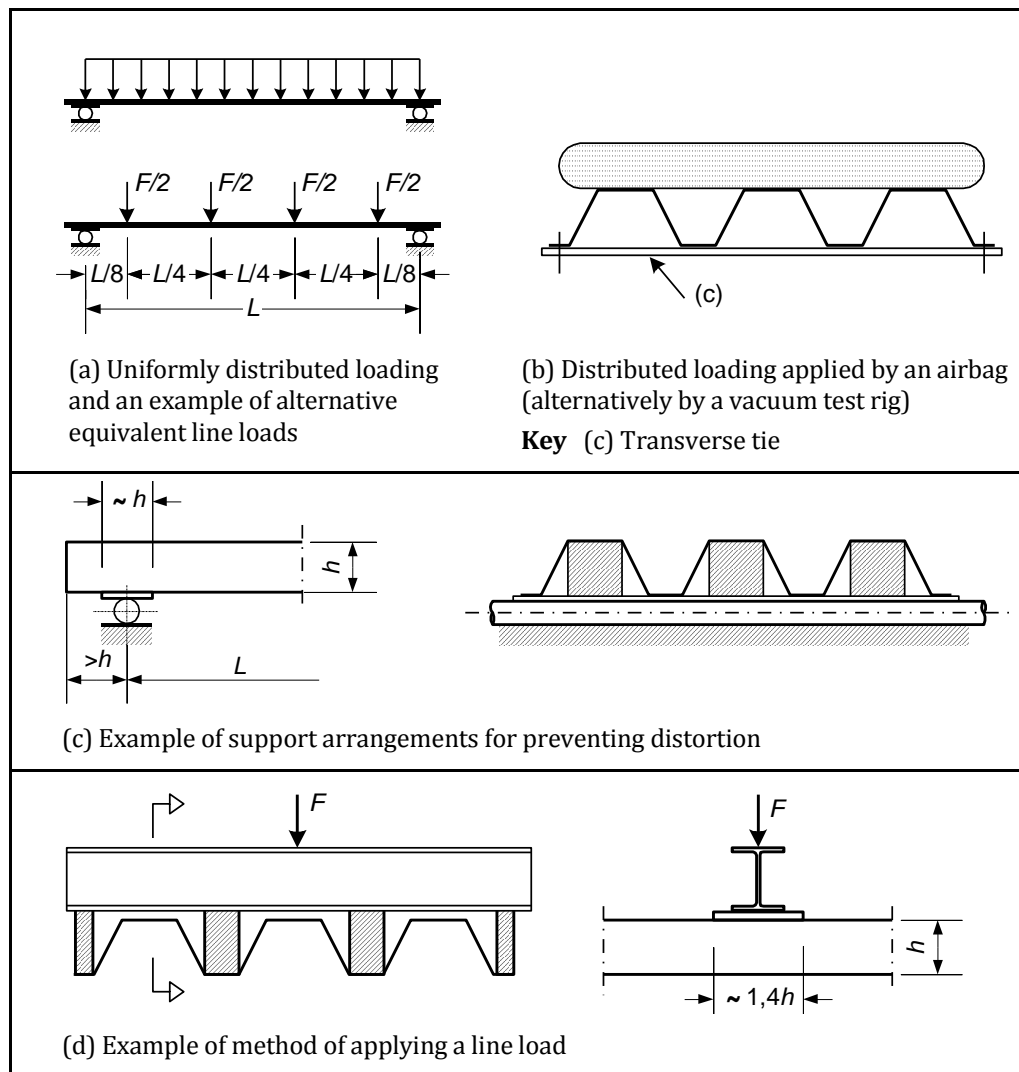 F/2 F/2 F/2 F/2
L/8 L/4 L/4 L/4 L/8
L
(a) Uniformly distributed loading
and an example of alternative
equivalent line loads
(c)
(b) Distributed loading applied by an airbag
(alternatively by a vacuum test rig)
Key (c) Transverse tie
~ h
h
>h L
(c) Example of support arrangements for preventing distortion
F
F
h
~ 1,4h
(d) Example of method of applying a line load